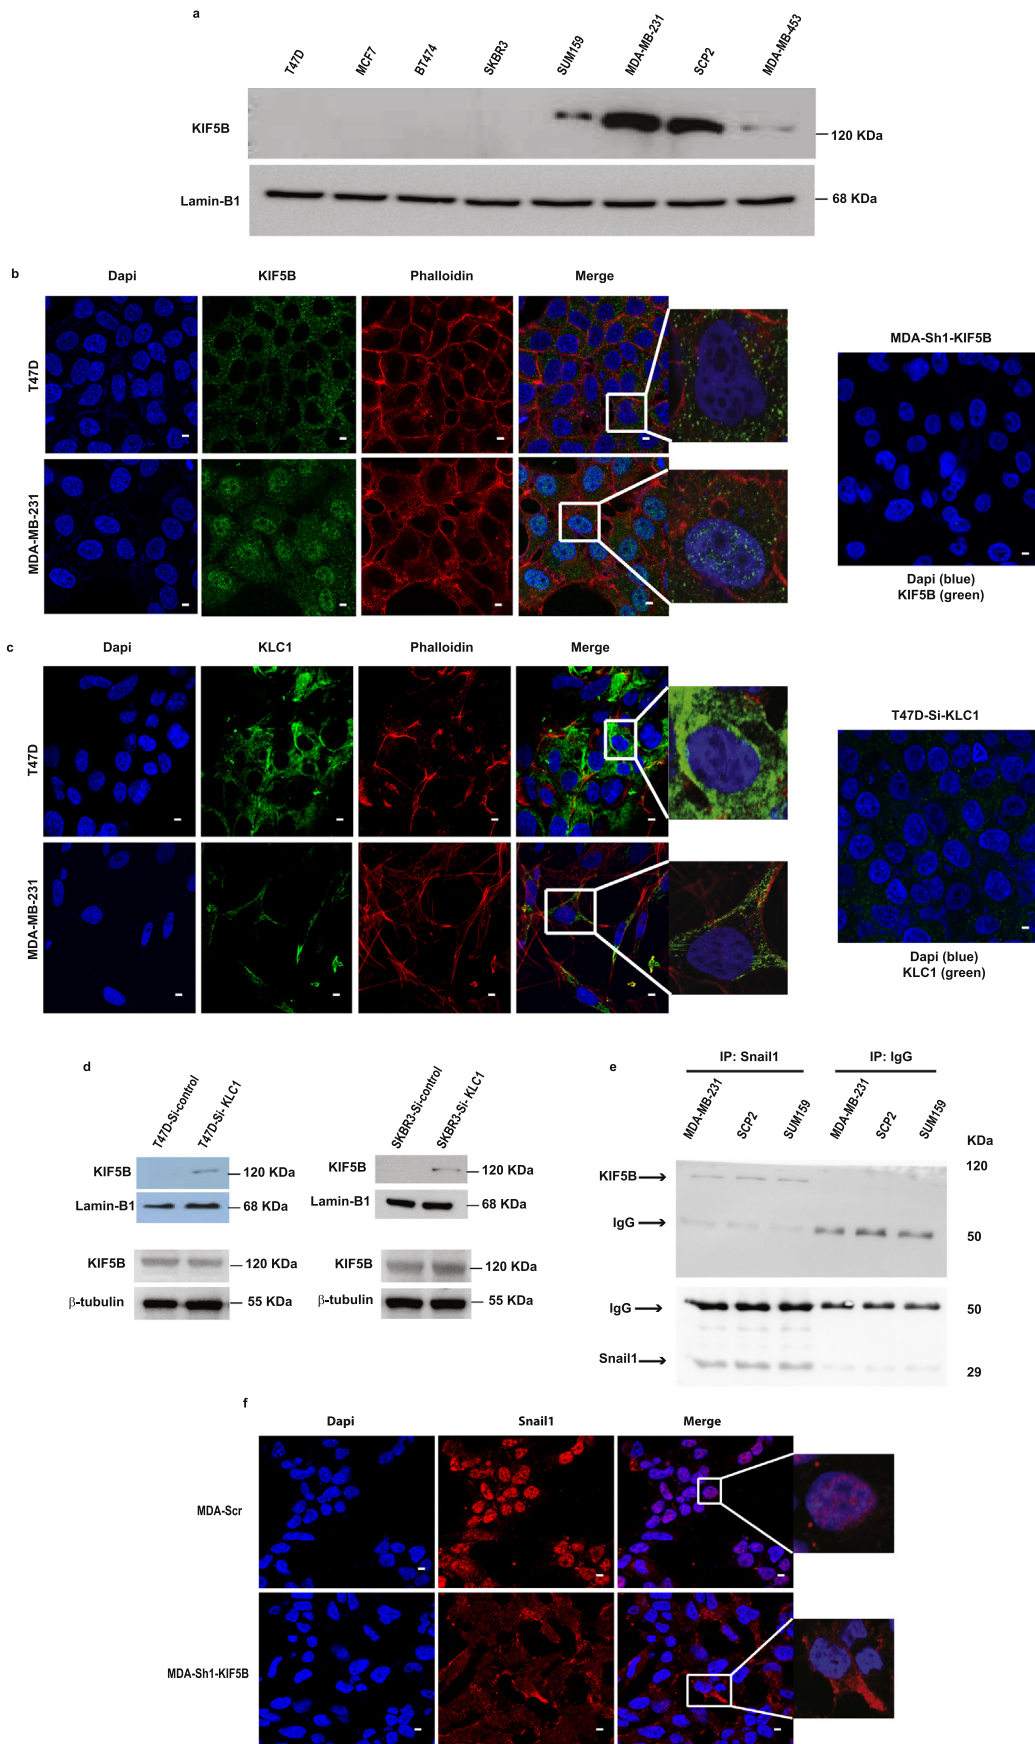 a
T47D MCF7 BT474 SKBR3 SUM159 MDA-MB-231 SCP2 MDA-MB-453
KIF5B
120 KDa
Lamin-B1
68 KDa
b
Dapi KIF5B Phalloidin Merge
T47D
MDA-MB-231
MDA-Sh1-KIF5B
Dapi (blue)
KIF5B (green)
c
Dapi KLC1 Phalloidin Merge
T47D
MDA-MB-231
T47D-Si-KLC1
Dapi (blue)
KLC1 (green)
d
T47D-Si-control T47D-Si- KLC1
KIF5B 120 KDa
Lamin-B1 68 KDa
KIF5B 120 KDa
β-tubulin 55 KDa
SKBR3-Si-control SKBR3-Si- KLC1
KIF5B 120 KDa
Lamin-B1 68 KDa
KIF5B 120 KDa
β-tubulin 55 KDa
e
IP: Snail1 IP: IgG
MDA-MB-231 SCP2 SUM159 MDA-MB-231 SCP2 SUM159
KDa
KIF5B 120
IgG 50
IgG 50
Snail1 29
f
Dapi Snail1 Merge
MDA-Scr
MDA-Sh1-KIF5B